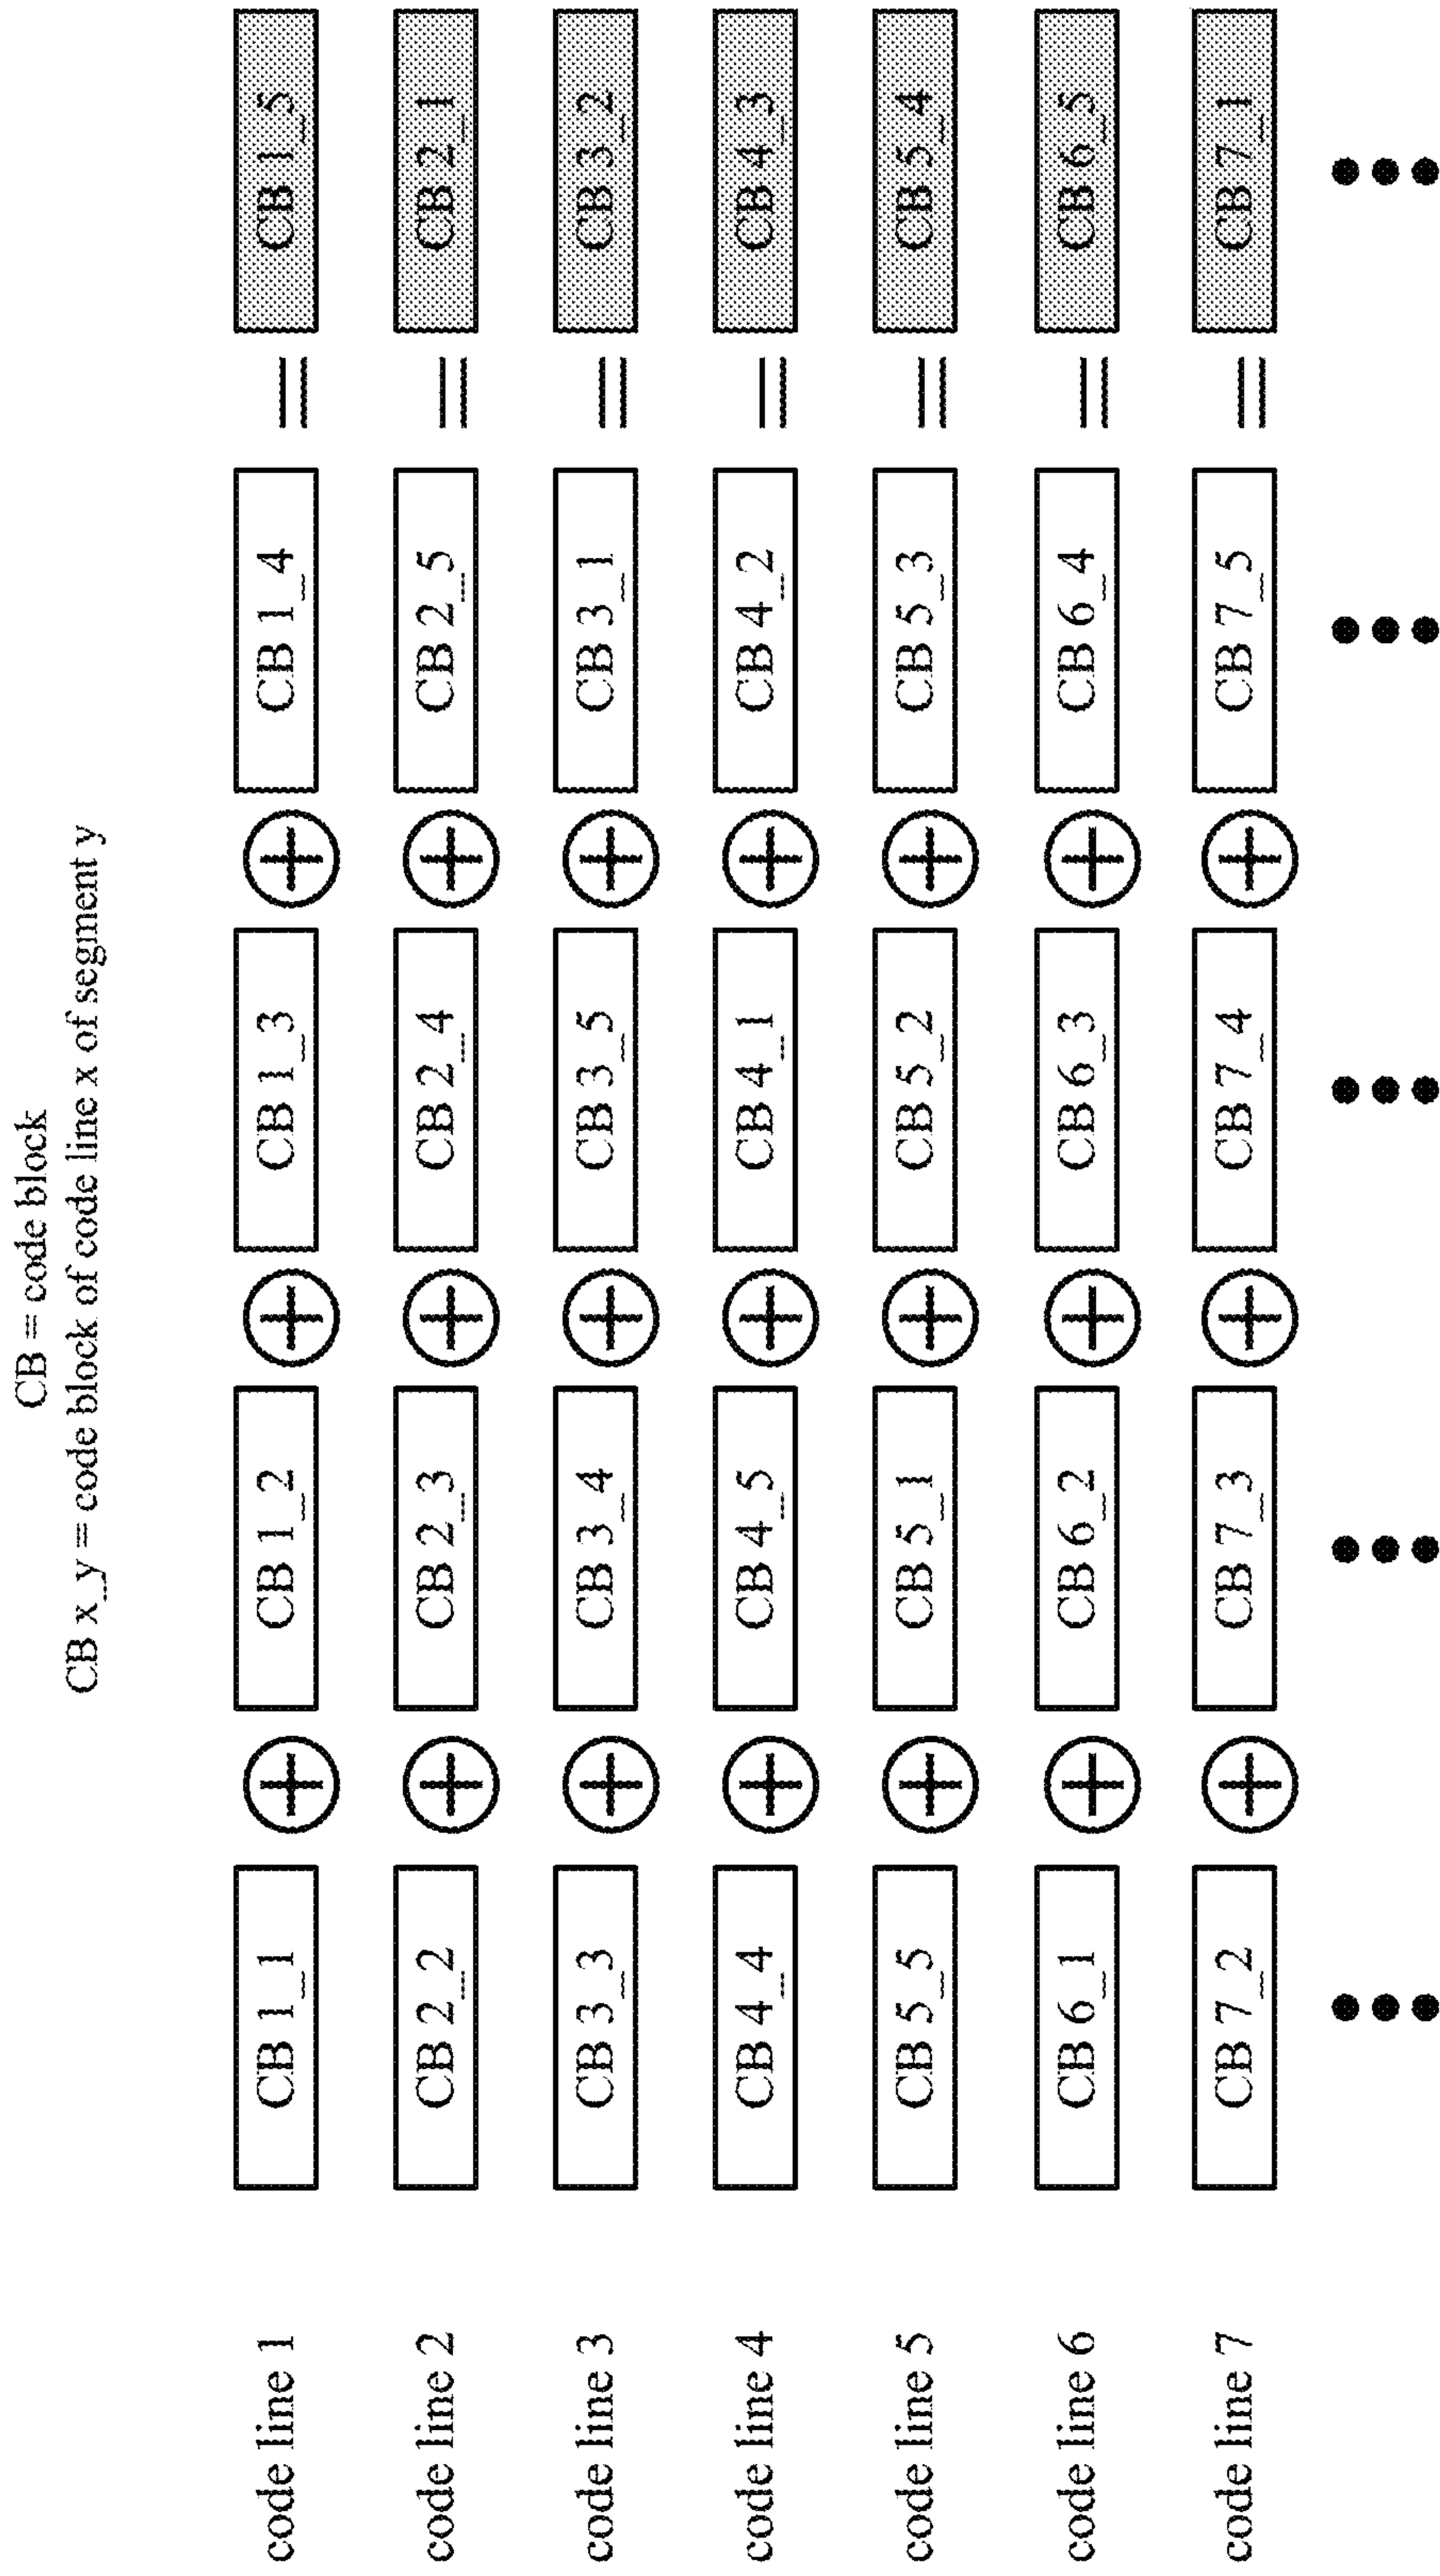 CB = code block
CB x_y = code block of code line x of segment y
code line 1 CB 1_1 ⊕ CB 1_2 ⊕ CB 1_3 ⊕ CB 1_4 = CB 1_5
code line 2 CB 2_2 ⊕ CB 2_3 ⊕ CB 2_4 ⊕ CB 2_5 = CB 2_1
code line 3 CB 3_3 ⊕ CB 3_4 ⊕ CB 3_5 ⊕ CB 3_1 = CB 3_2
code line 4 CB 4_4 ⊕ CB 4_5 ⊕ CB 4_1 ⊕ CB 4_2 = CB 4_3
code line 5 CB 5_5 ⊕ CB 5_1 ⊕ CB 5_2 ⊕ CB 5_3 = CB 5_4
code line 6 CB 6_1 ⊕ CB 6_2 ⊕ CB 6_3 ⊕ CB 6_4 = CB 6_5
code line 7 CB 7_2 ⊕ CB 7_3 ⊕ CB 7_4 ⊕ CB 7_5 = CB 7_1